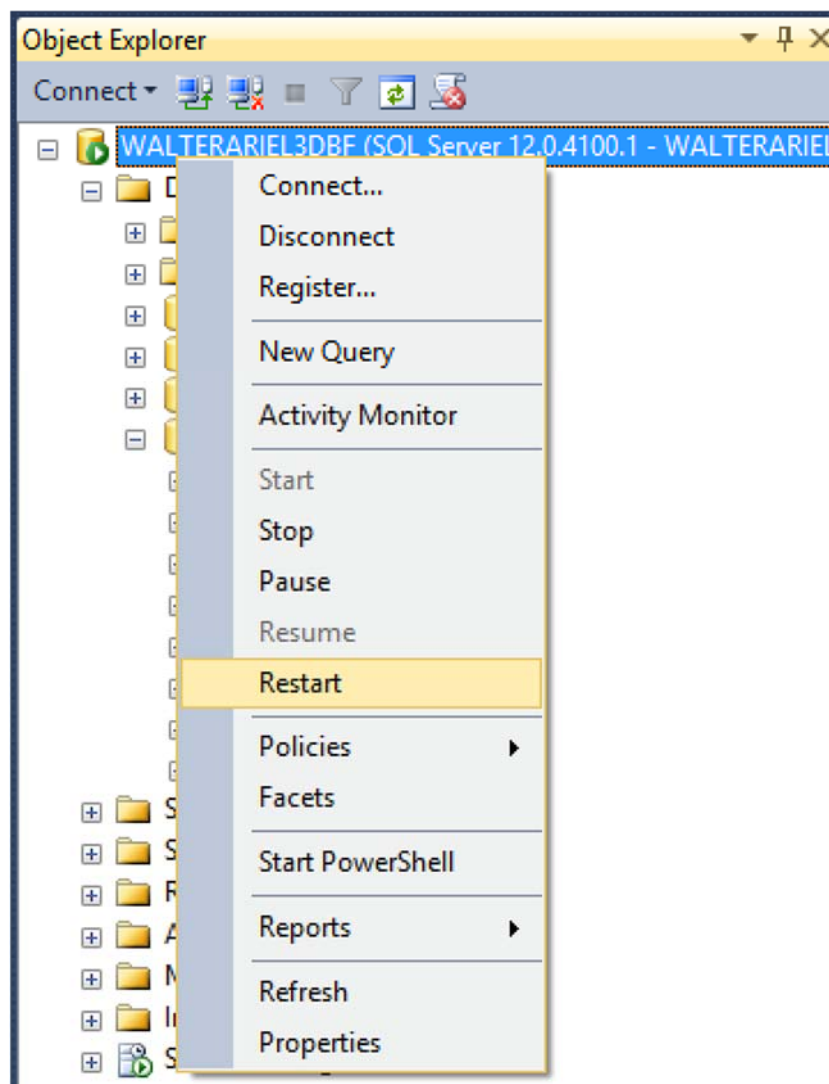 Object Explorer
Connect
WALTERARIEL3DBF (SQL Server 12.0.4100.1 - WALTERARIEL
D
Connect...
Disconnect
Register...
New Query
Activity Monitor
Start
Stop
Pause
Resume
Restart
Policies
S
Facets
S
Start PowerShell
R
Reports
A
M
Refresh
In
Properties
S